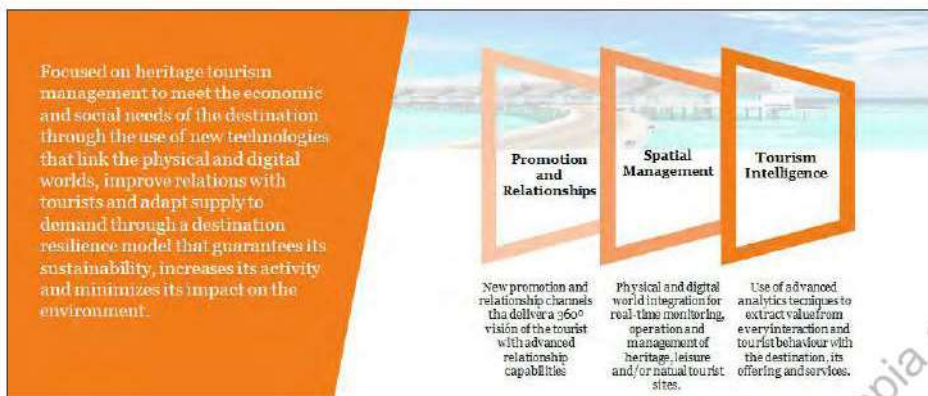 Focused on heritage tourism
management to meet the economic
and social needs of the destination
through the use of new technologies
that link the physical and digital
worlds, improve relations with
tourists and adapt supply to
demand through a destination
resilience model that guarantees its
sustainability, increases its activity
and minimizes its impact on the
environment.
Promotion
and
Relationships
New promotion and
relationship channels
tha deliver a 360º
visión of the tourist
with advanced
relationship
capabilities
Spatial
Management
Physical and digital
world integration for
real-time monitoring,
operation and
management of
heritage, leisure
and/or natual tourist
sites.
Tourism
Intelligence
Use of advanced
analytics tecniques to
extract value from
every interaction and
tourist behaviour with
the destination, its
offering and services.